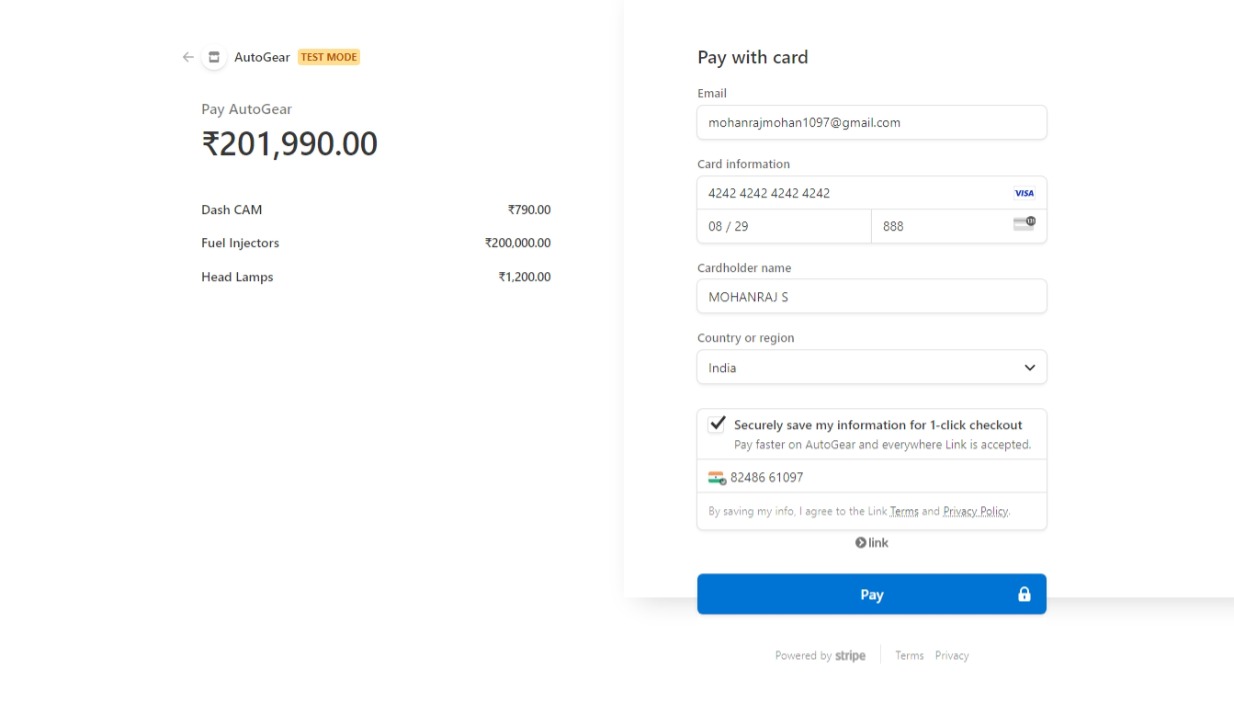 AutoGear TEST MODE
Pay AutoGear
₹201,990.00
Dash CAM ₹790.00
Fuel Injectors ₹200,000.00
Head Lamps ₹1,200.00
Pay with card
Email
mohanrajmohan1097@gmail.com
Card information
4242 4242 4242 4242 VISA
08 / 29 888
Cardholder name
MOHANRAJ S
Country or region
India
Securely save my information for 1-click checkout
Pay faster on AutoGear and everywhere Link is accepted.
82486 61097
By saving my info, I agree to the Link Terms and Privacy Policy.
link
Pay
Powered by stripe Terms Privacy